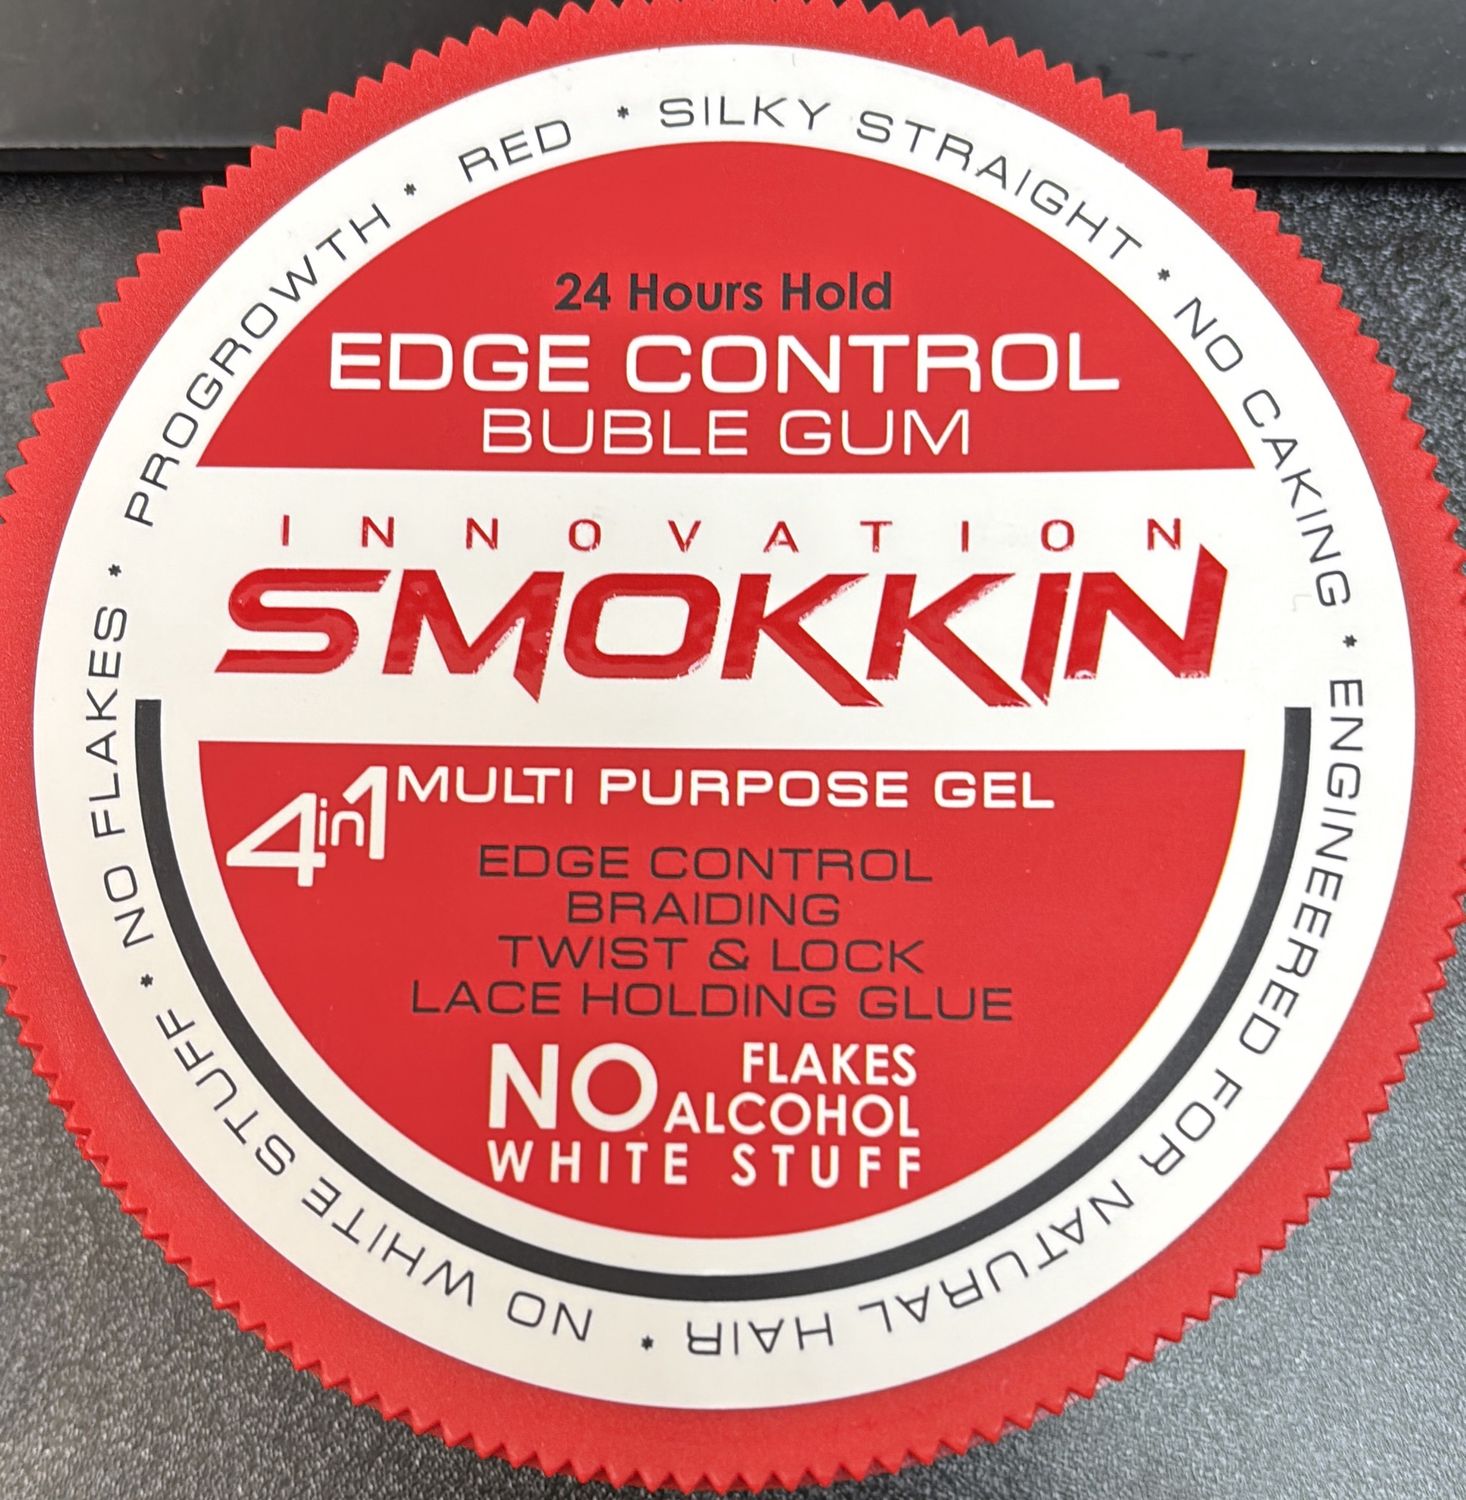 PROGROWTH * RED * SILKY STRAIGHT * NO CAKING * ENGINEERED FOR NATURAL HAIR * NO WHITE STUFF * NO FLAKES *
24 Hours Hold
EDGE CONTROL
BUBLE GUM
INNOVATION
SMOKKIN
4in1 MULTI PURPOSE GEL
EDGE CONTROL
BRAIDING
TWIST & LOCK
LACE HOLDING GLUE
NO FLAKES
ALCOHOL
WHITE STUFF